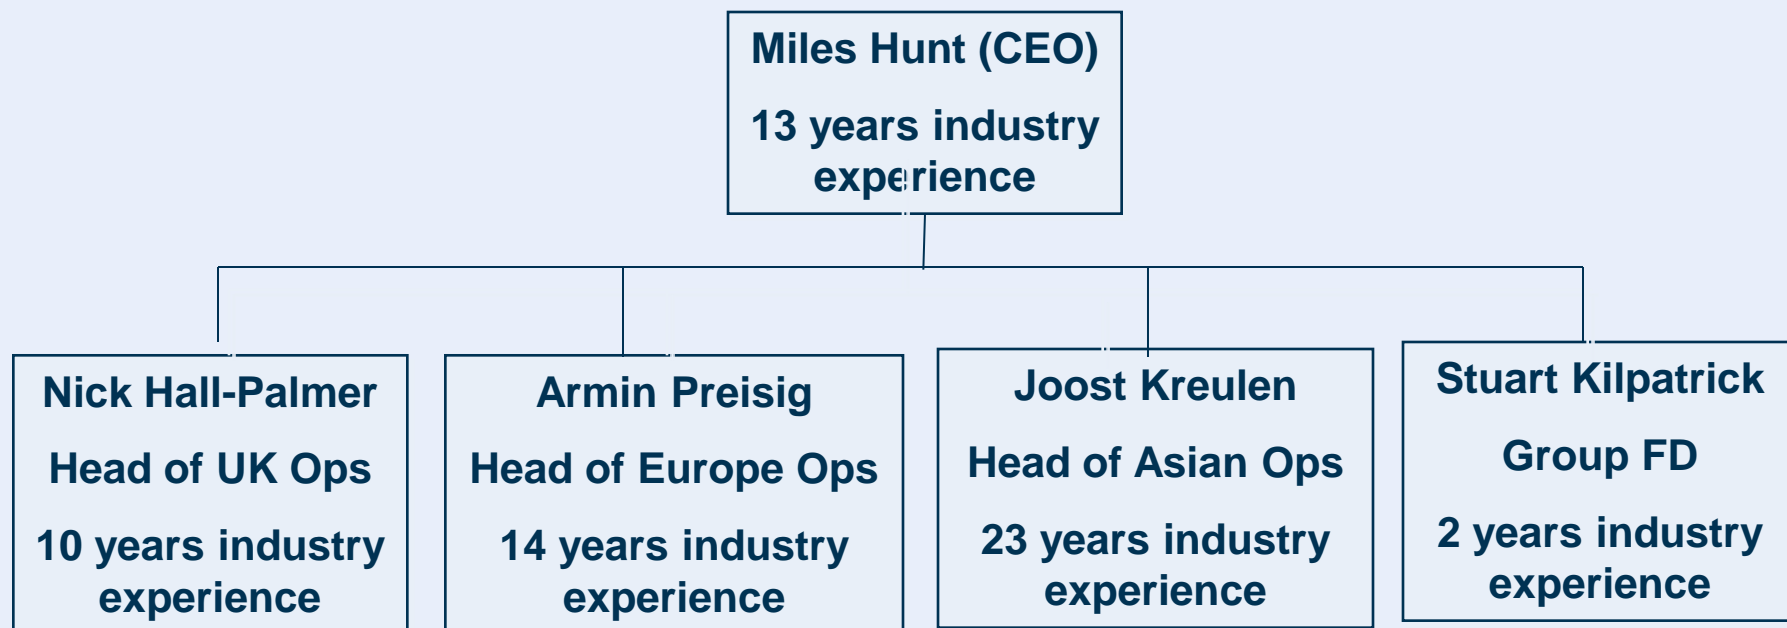 Miles Hunt (CEO)
13 years industry
experience
Nick Hall-Palmer
Head of UK Ops
10 years industry
experience
Armin Preisig
Head of Europe Ops
14 years industry
experience
Joost Kreulen
Head of Asian Ops
23 years industry
experience
Stuart Kilpatrick
Group FD
2 years industry
experience